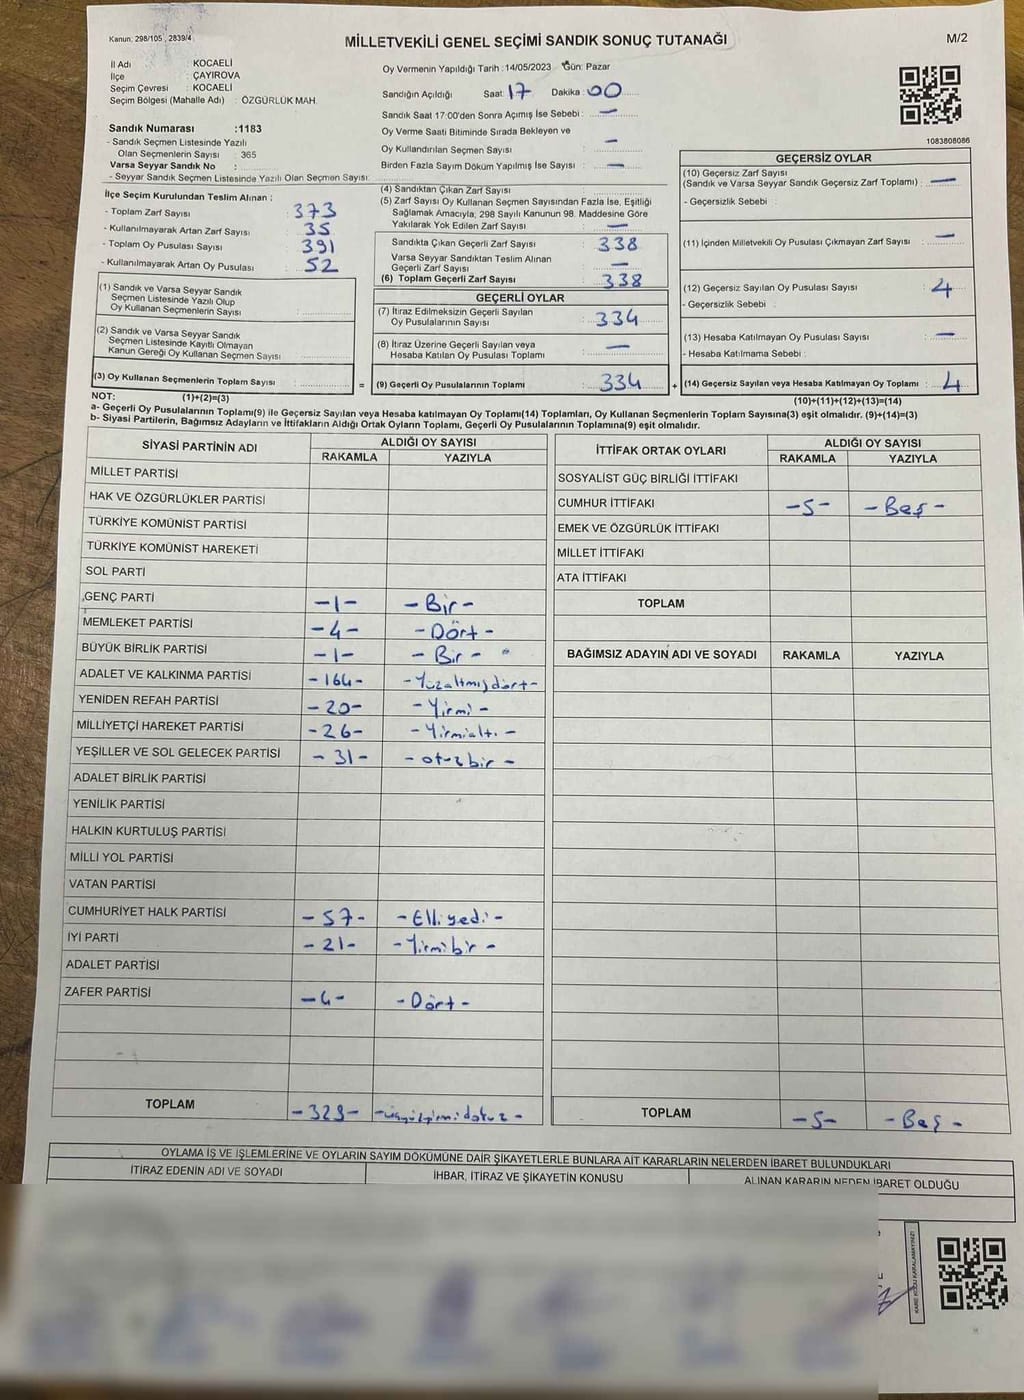 Kanun, 298/105 , 2839/4
MİLLETVEKİLİ GENEL SEÇİMİ SANDIK SONUÇ TUTANAĞI
M/2
İl Adı : KOCAELİ
İlçe : ÇAYIROVA
Seçim Çevresi : KOCAELİ
Seçim Bölgesi (Mahalle Adı) : ÖZGÜRLÜK MAH.
Sandık Numarası :1183
- Sandık Seçmen Listesinde Yazılı
Olan Seçmenlerin Sayısı : 365
Varsa Seyyar Sandık No :
- Seyyar Sandık Seçmen Listesinde Yazılı Olan Seçmen Sayısı:
Oy Vermenin Yapıldığı Tarih :14/05/2023 Gün: Pazar
Sandığın Açıldığı Saat: 17 Dakika : 00
Sandık Saat 17:00'den Sonra Açımış İse Sebebi : —
Oy Verme Saati Bitiminde Sırada Bekleyen ve
Oy Kullandırılan Seçmen Sayısı : —
Birden Fazla Sayım Döküm Yapılmış İse Sayısı : —
1083808086
İlçe Seçim Kurulundan Teslim Alınan :
- Toplam Zarf Sayısı : 373
- Kullanılmayarak Artan Zarf Sayısı : 35
- Toplam Oy Pusulası Sayısı : 391
- Kullanılmayarak Artan Oy Pusulası : 52
(1) Sandık ve Varsa Seyyar Sandık
Seçmen Listesinde Yazılı Olup
Oy Kullanan Seçmenlerin Sayısı :
(2) Sandık ve Varsa Seyyar Sandık
Seçmen Listesinde Kayıtlı Olmayan
Kanun Gereği Oy Kullanan Seçmen Sayısı :
(3) Oy Kullanan Seçmenlerin Toplam Sayısı :
=
(4) Sandıktan Çıkan Zarf Sayısı :
(5) Zarf Sayısı Oy Kullanan Seçmen Sayısından Fazla İse, Eşitliği
Sağlamak Amacıyla, 298 Sayılı Kanunun 98. Maddesine Göre
Yakılarak Yok Edilen Zarf Sayısı : —
Sandıkta Çıkan Geçerli Zarf Sayısı : 338
Varsa Seyyar Sandıktan Teslim Alınan
Geçerli Zarf Sayısı : —
(6) Toplam Geçerli Zarf Sayısı : 338
GEÇERLİ OYLAR
(7) İtiraz Edilmeksizin Geçerli Sayılan
Oy Pusulalarının Sayısı : 334
(8) İtiraz Üzerine Geçerli Sayılan veya
Hesaba Katılan Oy Pusulası Toplamı : —
(9) Geçerli Oy Pusulalarının Toplamı : 334
+
GEÇERSİZ OYLAR
(10) Geçersiz Zarf Sayısı
(Sandık ve Varsa Seyyar Sandık Geçersiz Zarf Toplamı) : —
- Geçersizlik Sebebi :
(11) İçinden Milletvekili Oy Pusulası Çıkmayan Zarf Sayısı : —
(12) Geçersiz Sayılan Oy Pusulası Sayısı : 4
- Geçersizlik Sebebi :
(13) Hesaba Katılmayan Oy Pusulası Sayısı : —
- Hesaba Katılmama Sebebi :
(14) Geçersiz Sayılan veya Hesaba Katılmayan Oy Toplamı : 4
NOT: (1)+(2)=(3)
(10)+(11)+(12)+(13)=(14)
a- Geçerli Oy Pusulalarının Toplamı(9) ile Geçersiz Sayılan veya Hesaba katılmayan Oy Toplamı(14) Toplamları, Oy Kullanan Seçmenlerin Toplam Sayısına(3) eşit olmalıdır. (9)+(14)=(3)
b- Siyasi Partilerin, Bağımsız Adayların ve İttifakların Aldığı Ortak Oyların Toplamı, Geçerli Oy Pusulalarının Toplamına(9) eşit olmalıdır.
SİYASİ PARTİNİN ADI ALDIĞI OY SAYISI
RAKAMLA YAZIYLA
MİLLET PARTİSİ
HAK VE ÖZGÜRLÜKLER PARTİSİ
TÜRKİYE KOMÜNİST PARTİSİ
TÜRKİYE KOMÜNİST HAREKETİ
SOL PARTİ
GENÇ PARTİ -1- -Bir-
MEMLEKET PARTİSİ -4- -Dört-
BÜYÜK BİRLİK PARTİSİ -1- -Bir-
ADALET VE KALKINMA PARTİSİ -164- -Yüzaltmışdört-
YENİDEN REFAH PARTİSİ -20- -Yirmi-
MİLLİYETÇİ HAREKET PARTİSİ -26- -Yirmialtı-
YEŞİLLER VE SOL GELECEK PARTİSİ -31- -otuzbir-
ADALET BİRLİK PARTİSİ
YENİLİK PARTİSİ
HALKIN KURTULUŞ PARTİSİ
MİLLİ YOL PARTİSİ
VATAN PARTİSİ
CUMHURİYET HALK PARTİSİ -57- -Elliyedi-
İYİ PARTİ -21- -Yirmibir-
ADALET PARTİSİ
ZAFER PARTİSİ -4- -Dört-
TOPLAM -329- -üçyüzyirmidokuz-
İTTİFAK ORTAK OYLARI ALDIĞI OY SAYISI
RAKAMLA YAZIYLA
SOSYALİST GÜÇ BİRLİĞİ İTTİFAKI
CUMHUR İTTİFAKI -5- -Beş-
EMEK VE ÖZGÜRLÜK İTTİFAKI
MİLLET İTTİFAKI
ATA İTTİFAKI
TOPLAM
BAĞIMSIZ ADAYIN ADI VE SOYADI RAKAMLA YAZIYLA
TOPLAM -5- -Beş-
OYLAMA İŞ VE İŞLEMLERİNE VE OYLARIN SAYIM DÖKÜMÜNE DAİR ŞİKAYETLERLE BUNLARA AİT KARARLARIN NELERDEN İBARET BULUNDUKLARI
İTİRAZ EDENİN ADI VE SOYADI İHBAR, İTİRAZ VE ŞİKAYETİN KONUSU ALINAN KARARIN NEDEN İBARET OLDUĞU
KARE KODU KARALAMAYINIZ!